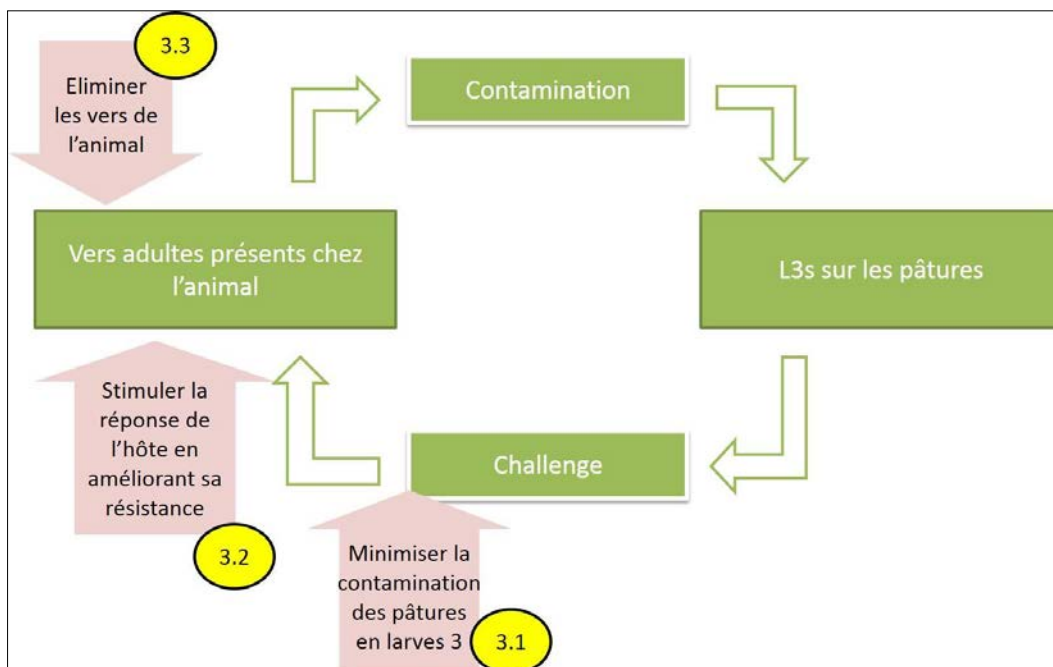 3.3
Eliminer
les vers de
l'animal
Contamination
Vers adultes présents chez
l'animal
L3s sur les pâtures
Stimuler la
réponse de
l'hôte en
améliorant sa
résistance
3.2
Challenge
Minimiser la
contamination
des pâtures
en larves 3
3.1